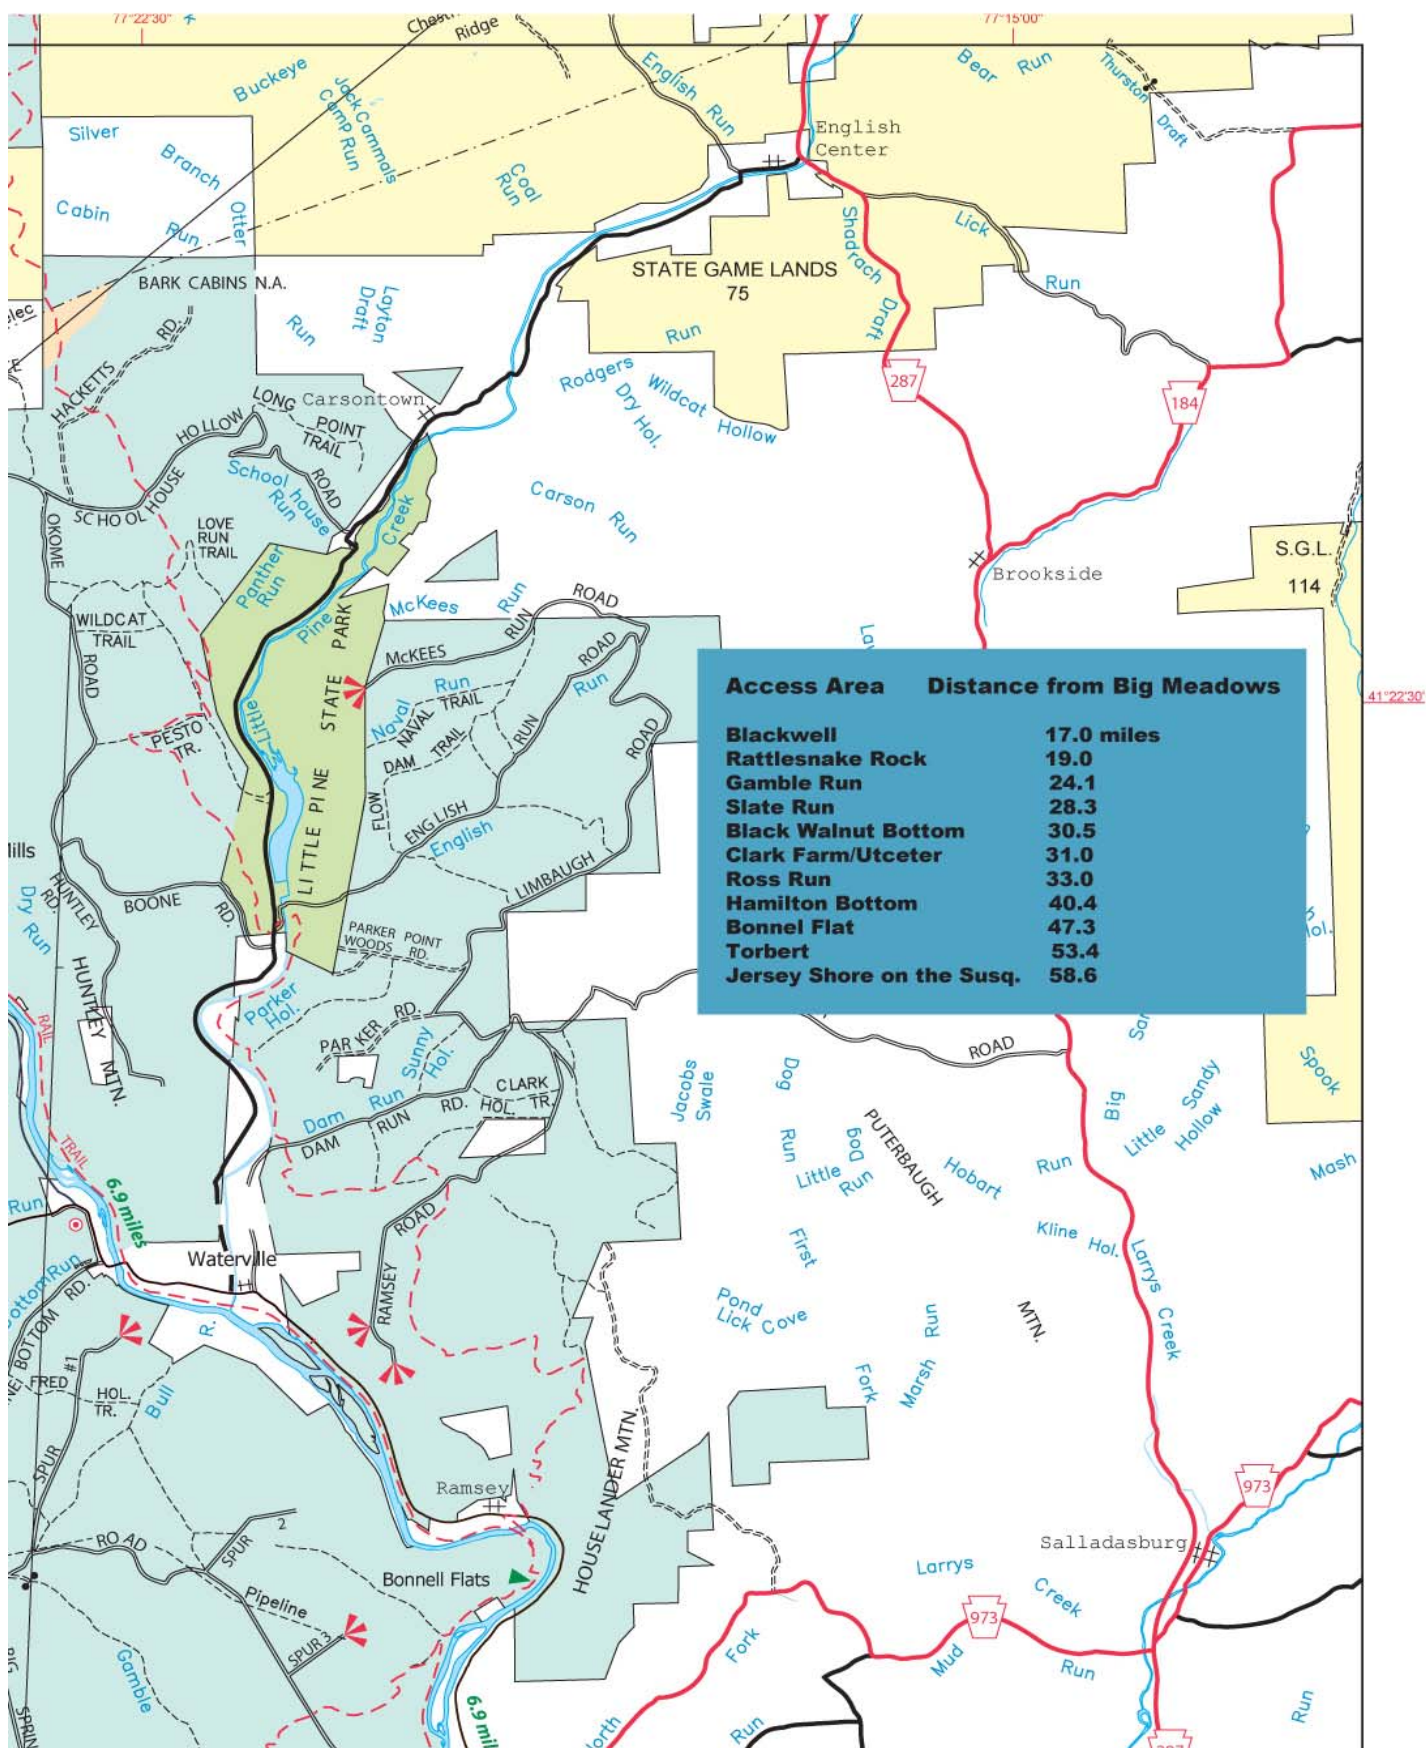 77°22'30"
77°15'00"
Chestn
Ridge
k
Buckeye
Jack Cammals
Camp Run
English Run
Bear Run
Thurston
Draft
English
Center
Silver
Branch
Cabin
Run
Otter
Coal
Run
Shadrach
Draft
Lick
Run
BARK CABINS N.A.
STATE GAME LANDS
75
Layton
Draft
Run
Run
lec
HACKETTS RD.
Rodgers
Wildcat
Dry Hol.
Hollow
287
184
Carsontown
LONG
POINT
TRAIL
HOLLOW
SCHOOL HOUSE
ROAD
School house
Run
Carson Run
Creek
OKOME
ROAD
LOVE
RUN
TRAIL
Panther
Run
S.G.L.
114
Brookside
WILDCAT
TRAIL
Pine
McKees
Run
McKEES
RUN
ROAD
ROAD
Run
Run
NAVAL TRAIL
Naval
Little
LITTLE PINE STATE PARK
PESTO
TR.
DAM TRAIL
FLOW
RUN
ROAD
ENGLISH
English
LIMBAUGH
41°22'30"
Access Area Distance from Big Meadows
Blackwell 17.0 miles
Rattlesnake Rock 19.0
Gamble Run 24.1
Slate Run 28.3
Black Walnut Bottom 30.5
Clark Farm/Utceter 31.0
Ross Run 33.0
Hamilton Bottom 40.4
Bonnel Flat 47.3
Torbert 53.4
Jersey Shore on the Susq. 58.6
ol.
lills
HUNTLEY
RD.
Dry Run
BOONE
RD.
PARKER POINT
WOODS RD.
HUNTLEY MTN.
Parker
Hol.
PARKER RD.
Sunny
Hol.
RAIL
TRAIL
CLARK
HOL. TR.
Dam Run
DAM RUN RD.
ROAD
Jacobs
Swale
Dog
Run
Little
Dog
Run
PUTERBAUGH
MTN.
Hobart
Run
Big
Sandy
Little
Hollow
Spook
Mash
Kline Hol.
Larrys
Creek
First
Pond
Lick Cove
Run
Marsh
Fork
Run
6.9 miles
Waterville
RAMSEY
ROAD
BOTTOM RD.
Bottom Run
R.
Bull
#1
FRED
HOL.
TR.
SPUR
ROAD
SPUR
2
Pipeline
SPUR 3
Gamble
Ramsey
Bonnell Flats
HOUSELANDER MTN.
6.9 mil
973
Salladasburg
Larrys
Creek
973
Mud
Run
Fork
orth
Run
Run
SPRIN